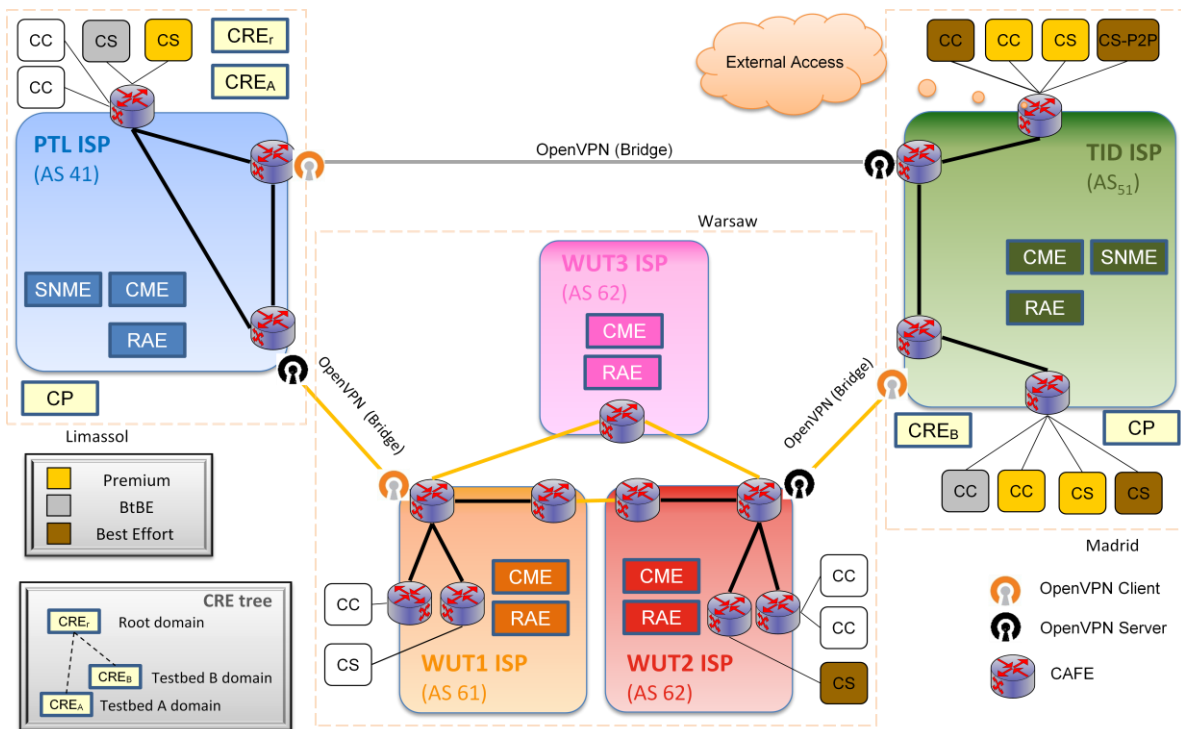 CC
CS
CS
CREr
CC
CREA
PTL ISP
(AS 41)
SNME
CME
RAE
CP
Limassol
External Access
OpenVPN (Bridge)
CC
CC
CS
CS-P2P
TID ISP
(AS51)
CME
SNME
RAE
CREB
CP
CC
CC
CS
CS
Madrid
Warsaw
WUT3 ISP
(AS 62)
CME
RAE
OpenVPN (Bridge)
OpenVPN (Bridge)
CC
CS
CME
RAE
WUT1 ISP
(AS 61)
CME
RAE
WUT2 ISP
(AS 62)
CC
CC
CS
Premium
BtBE
Best Effort
CRE tree
CREr
Root domain
CREB
Testbed B domain
CREA
Testbed A domain
OpenVPN Client
OpenVPN Server
CAFE